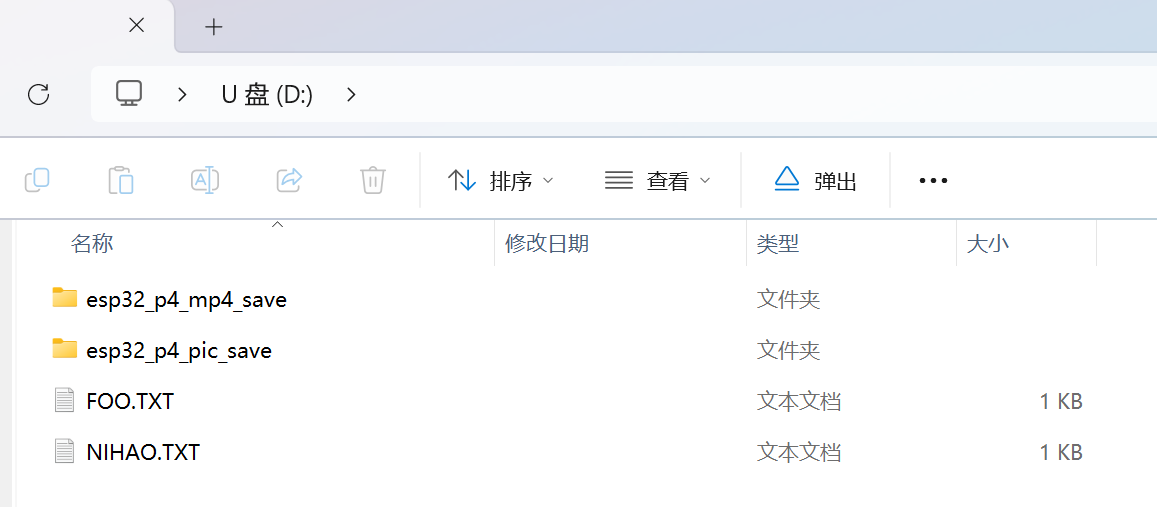 U 盘 (D:)
排序 查看 弹出
名称 修改日期 类型 大小
esp32_p4_mp4_save 文件夹
esp32_p4_pic_save 文件夹
FOO.TXT 文本文档 1 KB
NIHAO.TXT 文本文档 1 KB